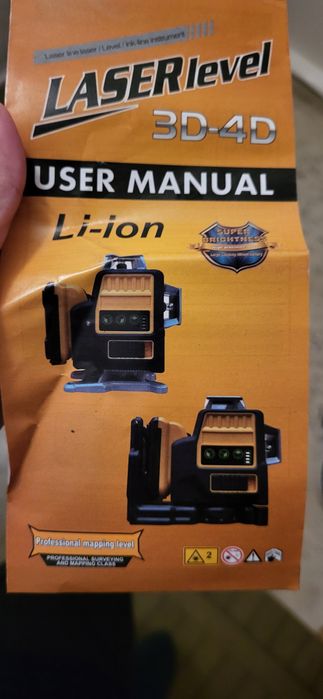 Laser line laser / Level / ink line instrument
LASERlevel
3D-4D
USER MANUAL
Li-ion
SUPER
BRIGHTNESS
Professional mapping level
PROFESSIONAL SURVEYING
AND MAPPING CLASS
2